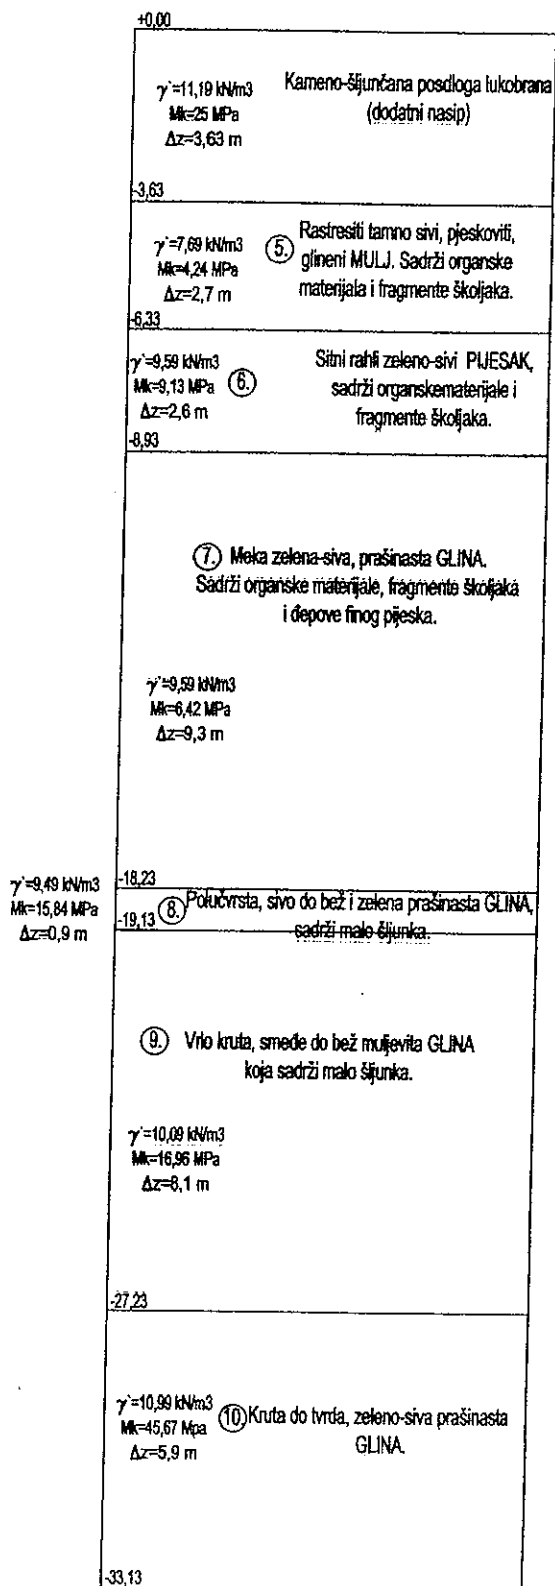 +0,00
γ`=11,19 kN/m3
Mk=25 MPa
Δz=3,63 m
Kameno-šljunčana posdloga lukobrana
(dodatni nasip)
-3,63
γ`=7,69 kN/m3
Mk=4,24 MPa
Δz=2,7 m
5.
Rastresiti tamno sivi, pjeskoviti,
glineni MULJ. Sadrži organske
materijala i fragmente školjaka.
-6,33
γ`=9,59 kN/m3
Mk=9,13 MPa
Δz=2,6 m
6.
Sitni rahli zeleno-sivi PIJESAK,
sadrži organskematerijale i
fragmente školjaka.
-8,93
7. Meka zelena-siva, prašinasta GLINA.
Sadrži organske materijale, fragmente školjaka
i đepove finog pijeska.
γ`=9,59 kN/m3
Mk=6,42 MPa
Δz=9,3 m
-18,23
γ`=9,49 kN/m3
Mk=15,84 MPa
Δz=0,9 m
8. Polučvrsta, sivo do bež i zelena prašinasta GLINA,
sadrži malo šljunka.
-19,13
9. Vrlo kruta, smeđe do bež muljevita GLINA
koja sadrži malo šljunka.
γ`=10,09 kN/m3
Mk=16,96 MPa
Δz=8,1 m
-27,23
γ`=10,99 kN/m3
Mk=45,67 Mpa
Δz=5,9 m
10. Kruta do tvrda, zeleno-siva prašinasta
GLINA.
-33,13